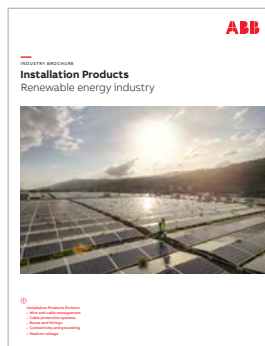 ABB
INDUSTRY BROCHURE
Installation Products
Renewable energy industry
Installation Products Division
- Wire and cable management
- Cable protection systems
- Boxes and fittings
- Connectivity and grounding
- Medium voltage